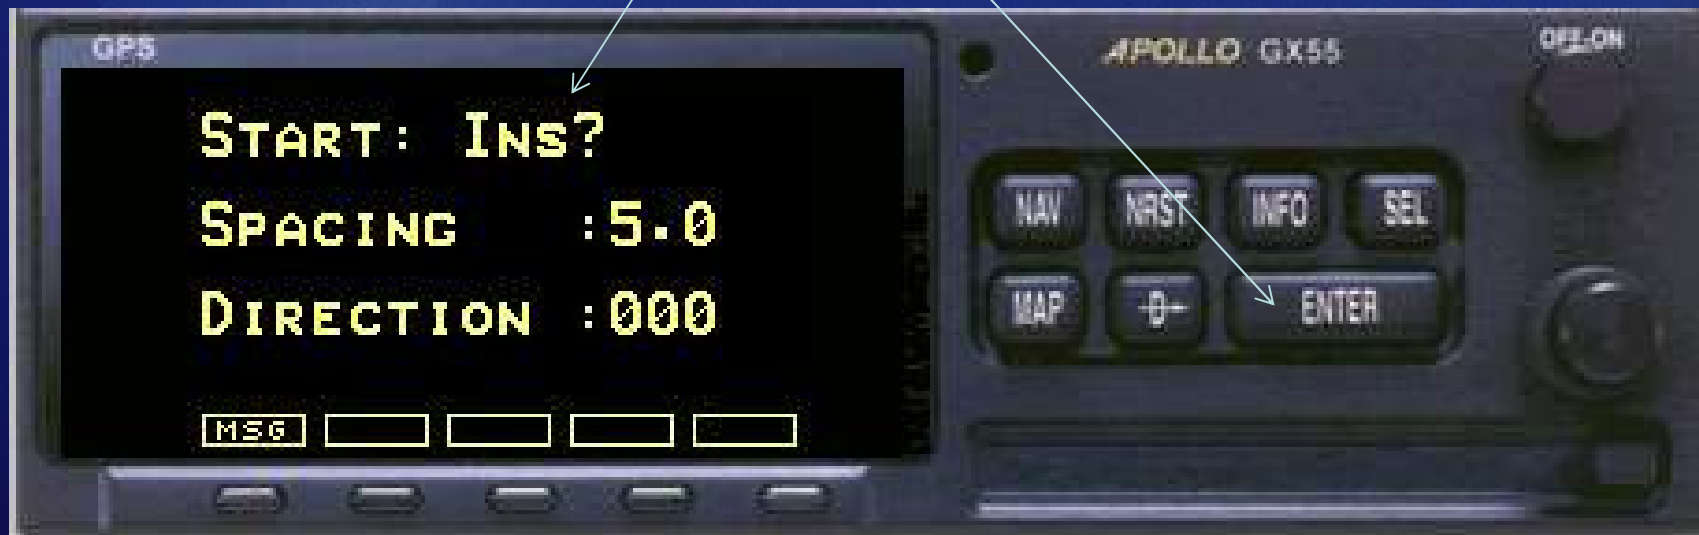 GPS
APOLLO GX55
OFF-ON
START: INS?
SPACING :5.0
DIRECTION :000
MSG
NAV NRST INFO SEL
MAP -D→ ENTER